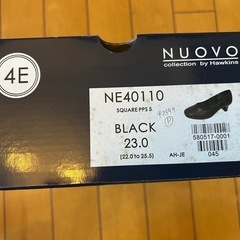 4E
NUOVO
collection by Hawkins
NE40110
SQUARE PPS 5
BLACK
23.0
(22.0 to 25.5)
580517-0001
AH-JE
045